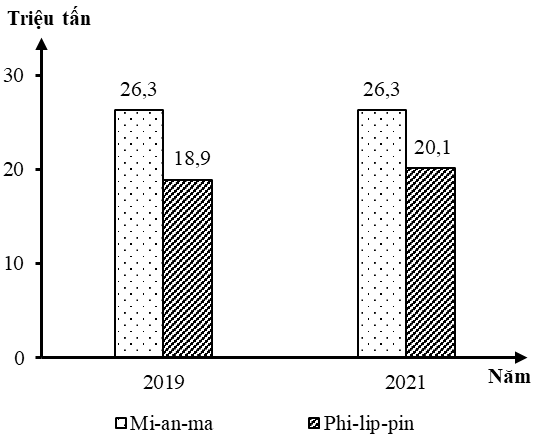 Triệu tấn
30
26,3
26,3
20,1
18,9
20
10
0
2019
2021
Năm
Mi-an-ma
Phi-lip-pin